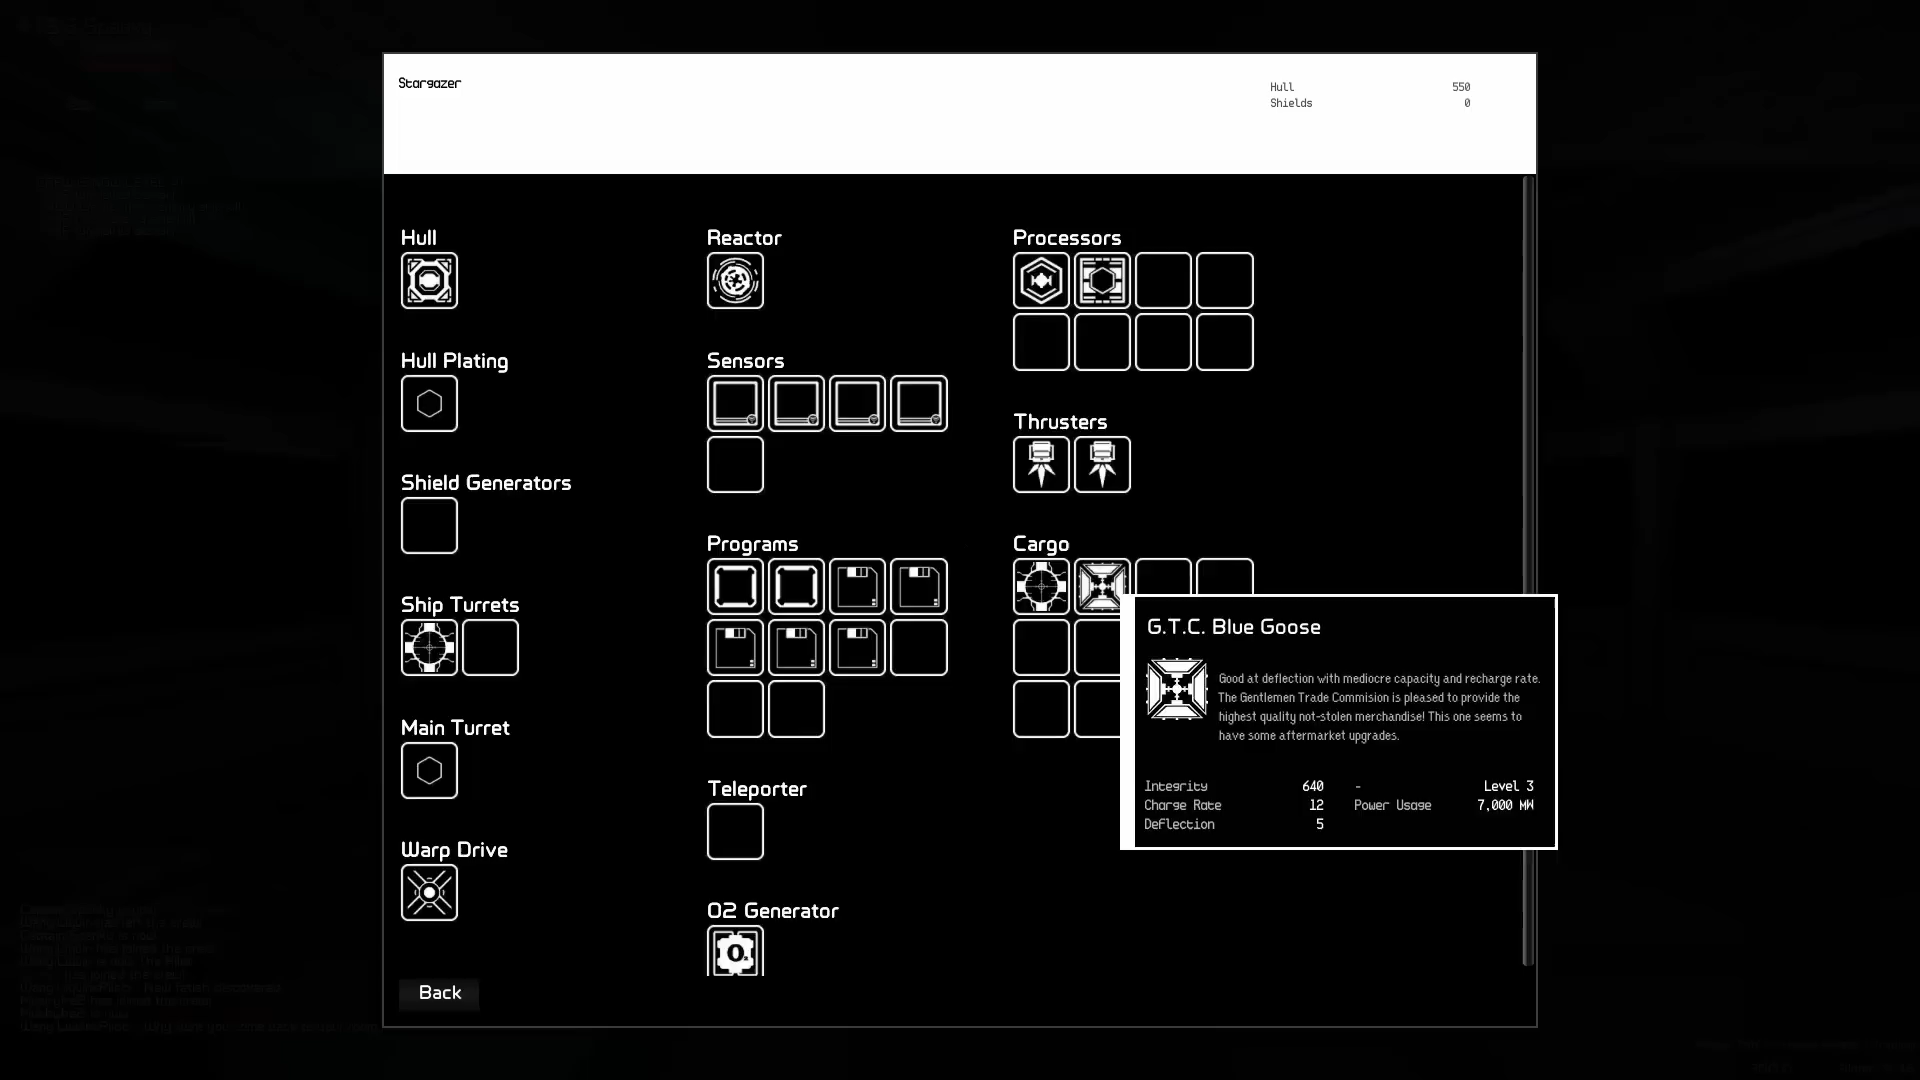 Stargazer
Hull 550
Shields 0
Hull
Reactor
Processors
Hull Plating
Sensors
Thrusters
Shield Generators
Programs
Cargo
Ship Turrets
G.T.C. Blue Goose
Good at deflection with mediocre capacity and recharge rate.
The Gentlemen Trade Commision is pleased to provide the
highest quality not-stolen merchandise! This one seems to
have some aftermarket upgrades.
Main Turret
Teleporter
Integrity 640 - Level 3
Charge Rate 12 Power Usage 7,000 MW
Deflection 5
Warp Drive
O2 Generator
O2
Back